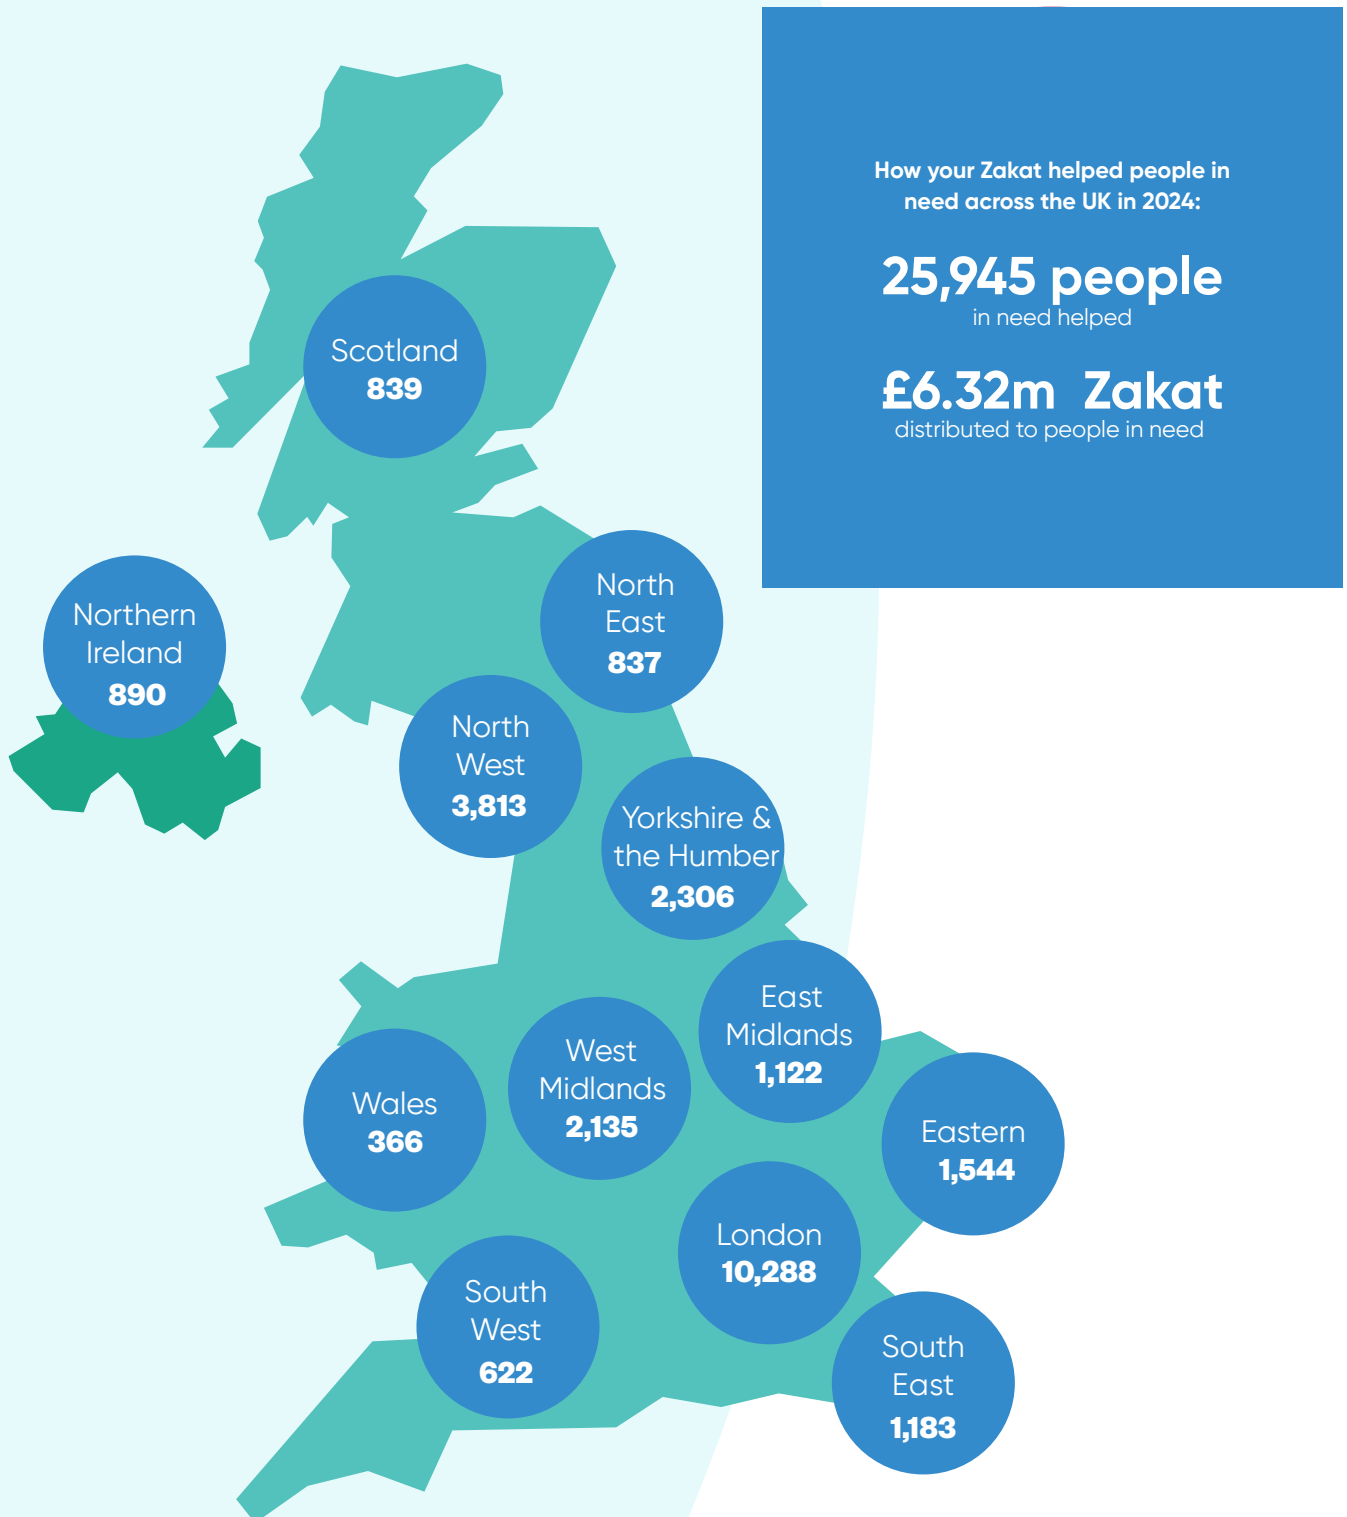 How your Zakat helped people in
need across the UK in 2024:
25,945 people
in need helped
£6.32m Zakat
distributed to people in need
Scotland
839
Northern
Ireland
890
North
East
837
North
West
3,813
Yorkshire &
the Humber
2,306
East
Midlands
1,122
West
Midlands
2,135
Wales
366
Eastern
1,544
London
10,288
South
West
622
South
East
1,183